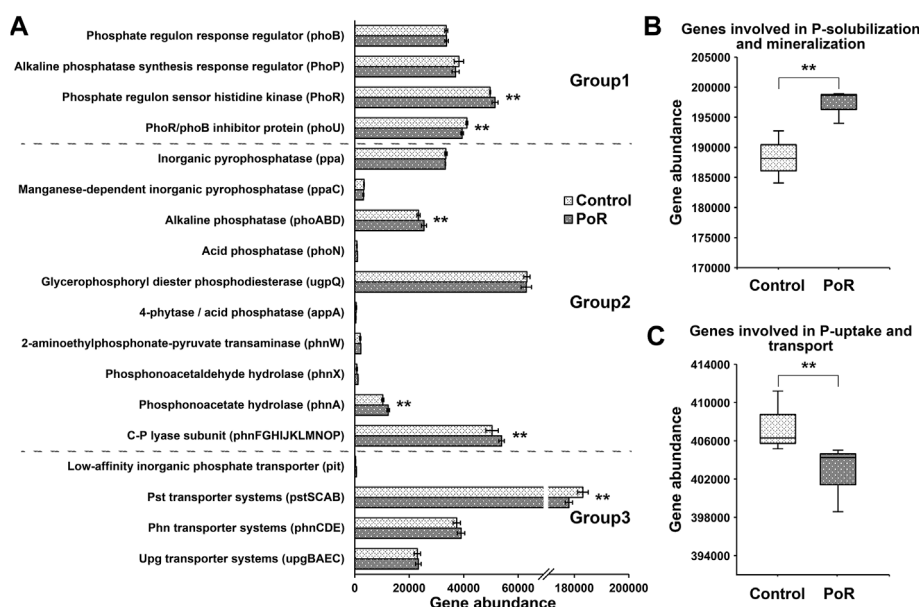 A
Phosphate regulon response regulator (phoB)
Alkaline phosphatase synthesis response regulator (PhoP)
Phosphate regulon sensor histidine kinase (PhoR)
PhoR/phoB inhibitor protein (phoU)
Inorganic pyrophosphatase (ppa)
Manganese-dependent inorganic pyrophosphatase (ppaC)
Alkaline phosphatase (phoABD)
Acid phosphatase (phoN)
Glycerophosphoryl diester phosphodiesterase (ugpQ)
4-phytase / acid phosphatase (appA)
2-aminoethylphosphonate-pyruvate transaminase (phnW)
Phosphonoacetaldehyde hydrolase (phnX)
Phosphonoacetate hydrolase (phnA)
C-P lyase subunit (phnFGHIJKLMNOP)
Low-affinity inorganic phosphate transporter (pit)
Pst transporter systems (pstSCAB)
Phn transporter systems (phnCDE)
Upg transporter systems (upgBAEC)
Group1
**
**
Control
PoR
**
Group2
**
**
**
Group3
0 20000 40000 60000 180000 200000
Gene abundance
B
Genes involved in P-solubilization
and mineralization
Gene abundance
205000
200000
195000
190000
185000
180000
175000
170000
**
Control PoR
C
Genes involved in P-uptake and
transport
Gene abundance
414000
410000
406000
402000
398000
394000
**
Control PoR